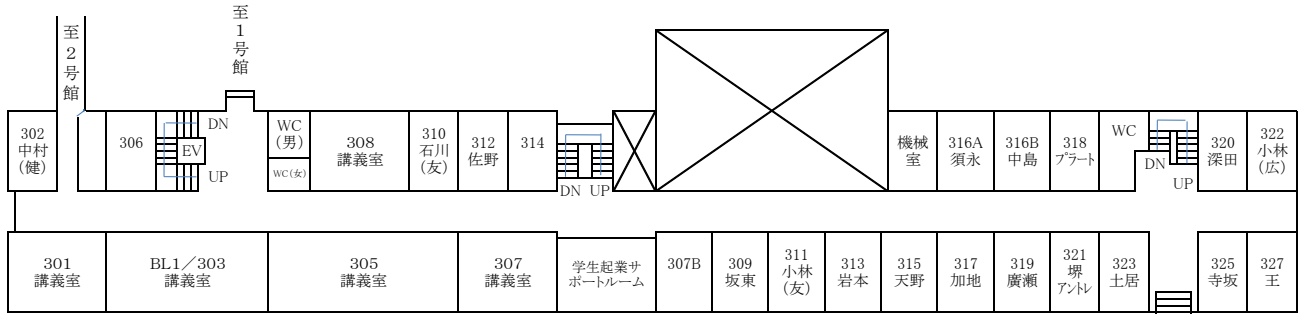 至2号館
至1号館
302
中村
(健)
306
DN
EV
UP
WC
(男)
WC(女)
308
講義室
310
石川
(友)
312
佐野
314
DN UP
機械
室
316A
須永
316B
中島
318
プラート
WC
DN
UP
320
深田
322
小林
(広)
301
講義室
BL1/303
講義室
305
講義室
307
講義室
学生起業サ
ポートルーム
307B
309
坂東
311
小林
(友)
313
岩本
315
天野
317
加地
319
廣瀬
321
堺
アントレ
323
土居
325
寺坂
327
王